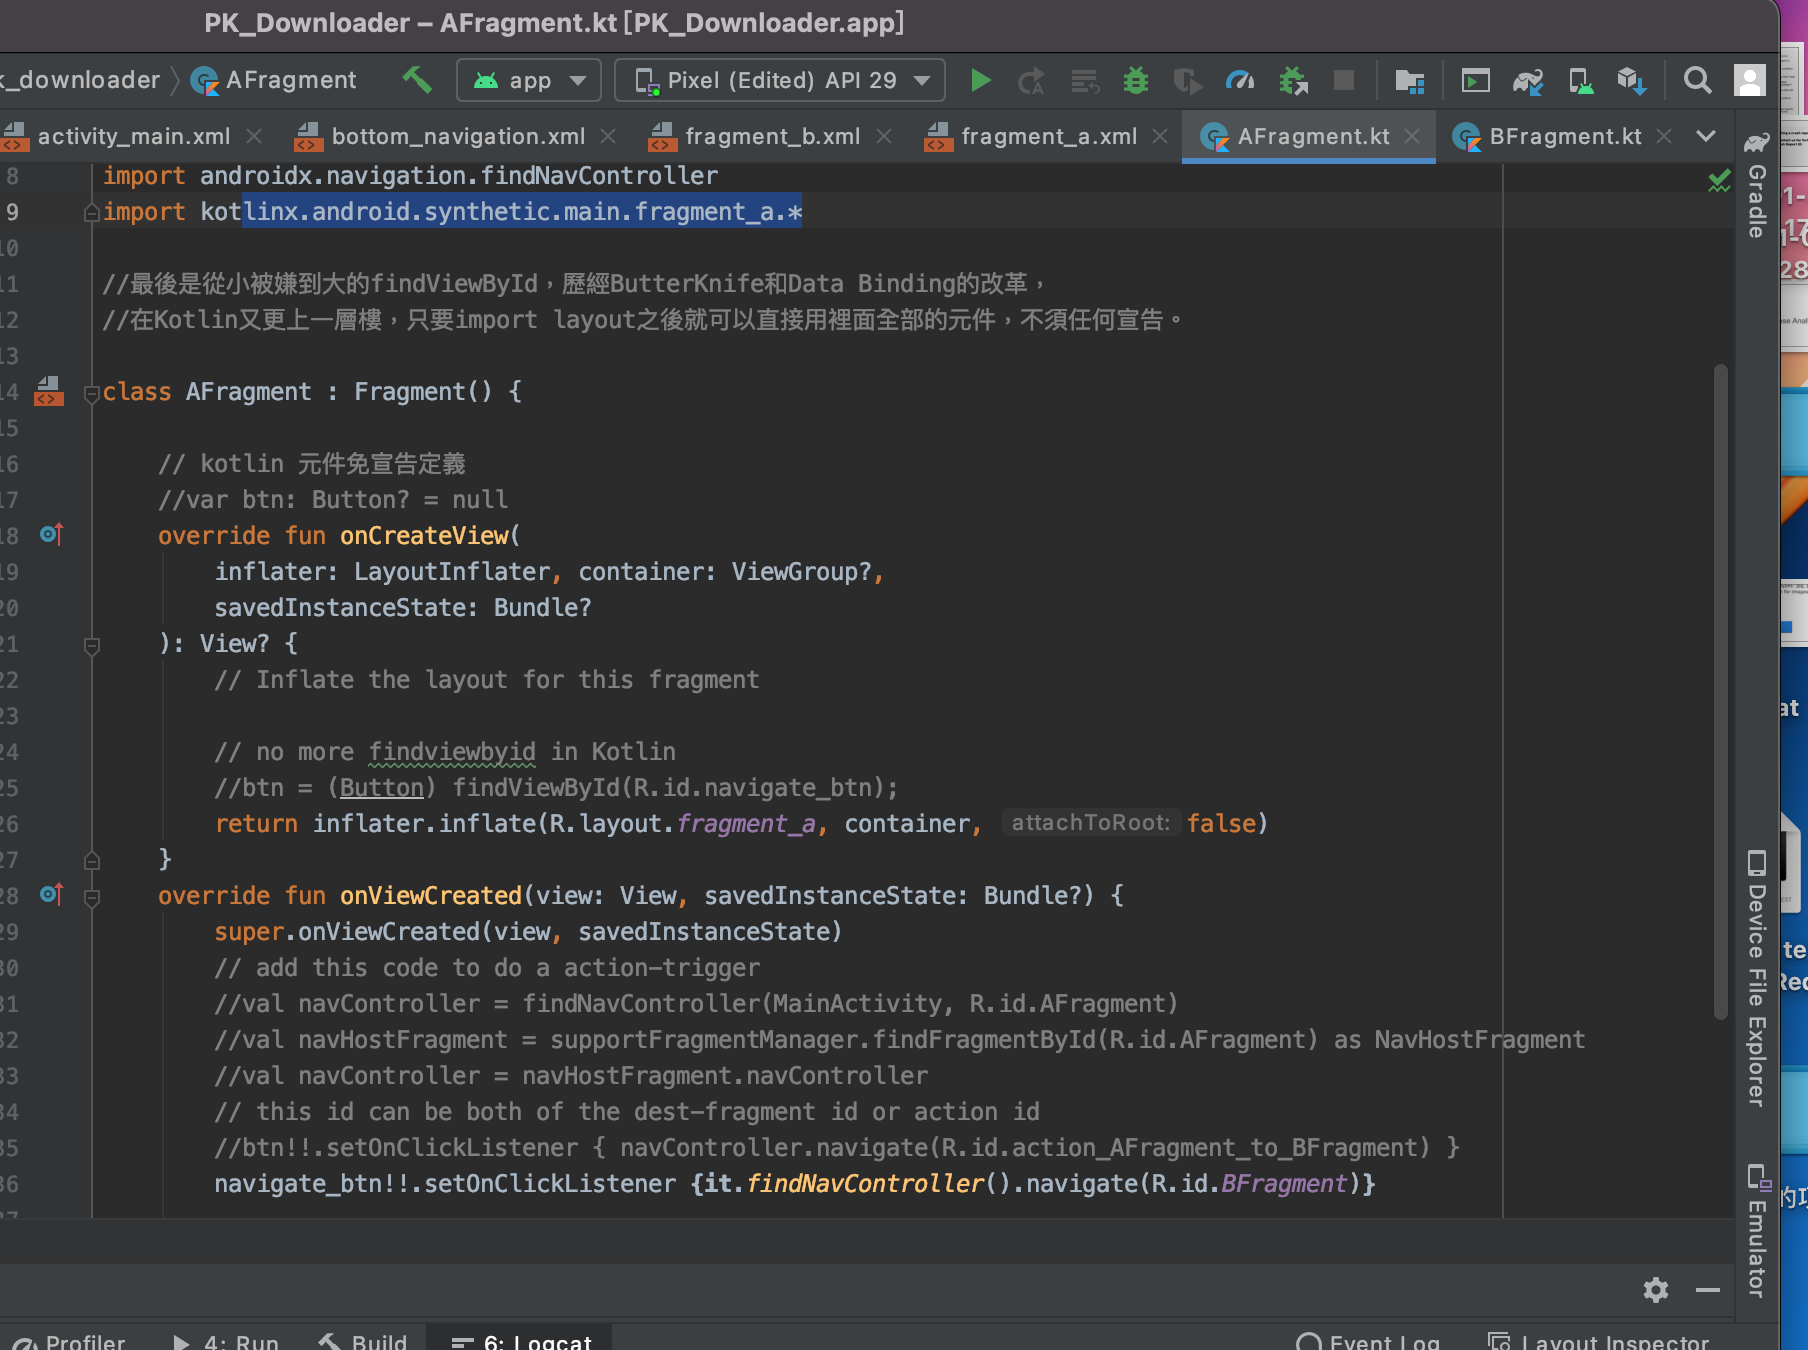 PK_Downloader – AFragment.kt [PK_Downloader.app]
k_downloader AFragment app Pixel (Edited) API 29
activity_main.xml bottom_navigation.xml fragment_b.xml fragment_a.xml AFragment.kt BFragment.kt
8 import androidx.navigation.findNavController
9 import kotlinx.android.synthetic.main.fragment_a.*
10
11 //最後是從小被嫌到大的findViewById，歷經ButterKnife和Data Binding的改革，
12 //在Kotlin又更上一層樓，只要import layout之後就可以直接用裡面全部的元件，不須任何宣告。
13
14 class AFragment : Fragment() {
15
16 // kotlin 元件免宣告定義
17 //var btn: Button? = null
18 override fun onCreateView(
19 inflater: LayoutInflater, container: ViewGroup?,
20 savedInstanceState: Bundle?
21 ): View? {
22 // Inflate the layout for this fragment
23
24 // no more findviewbyid in Kotlin
25 //btn = (Button) findViewById(R.id.navigate_btn);
26 return inflater.inflate(R.layout.fragment_a, container, attachToRoot: false)
27 }
28 override fun onViewCreated(view: View, savedInstanceState: Bundle?) {
29 super.onViewCreated(view, savedInstanceState)
30 // add this code to do a action-trigger
31 //val navController = findNavController(MainActivity, R.id.AFragment)
32 //val navHostFragment = supportFragmentManager.findFragmentById(R.id.AFragment) as NavHostFragment
33 //val navController = navHostFragment.navController
34 // this id can be both of the dest-fragment id or action id
35 //btn!!.setOnClickListener { navController.navigate(R.id.action_AFragment_to_BFragment) }
36 navigate_btn!!.setOnClickListener {it.findNavController().navigate(R.id.BFragment)}
37
Gradle
Device File Explorer
Emulator
Profiler 4: Run Build 6: Logcat Event Log Layout Inspector